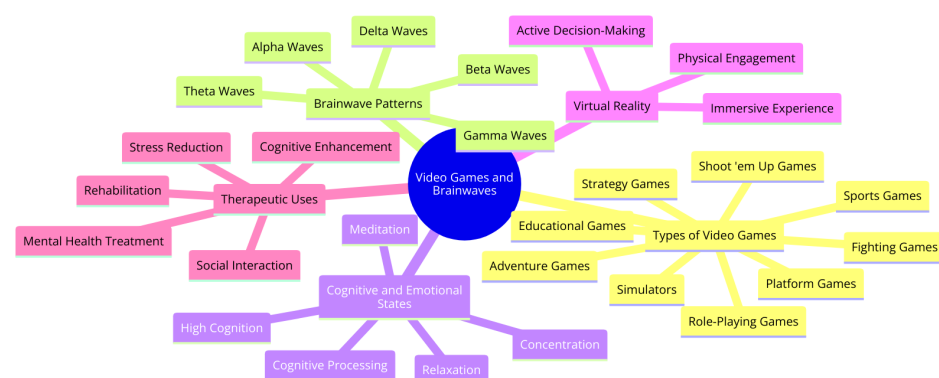 Video Games and
Brainwaves
Brainwave Patterns
Delta Waves
Alpha Waves
Theta Waves
Beta Waves
Gamma Waves
Virtual Reality
Active Decision-Making
Physical Engagement
Immersive Experience
Therapeutic Uses
Stress Reduction
Cognitive Enhancement
Rehabilitation
Mental Health Treatment
Social Interaction
Cognitive and Emotional
States
Meditation
High Cognition
Cognitive Processing
Relaxation
Concentration
Types of Video Games
Strategy Games
Shoot 'em Up Games
Sports Games
Educational Games
Fighting Games
Adventure Games
Simulators
Platform Games
Role-Playing Games